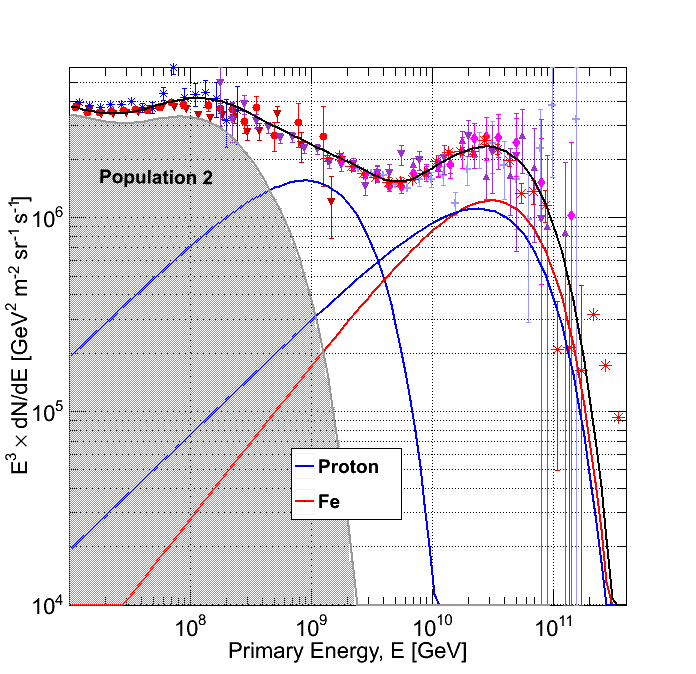 Population 2
10⁶
10⁵
10⁴
E³ × dN/dE [GeV² m⁻² sr⁻¹ s⁻¹]
Proton
Fe
10⁸ 10⁹ 10¹⁰ 10¹¹
Primary Energy, E [GeV]